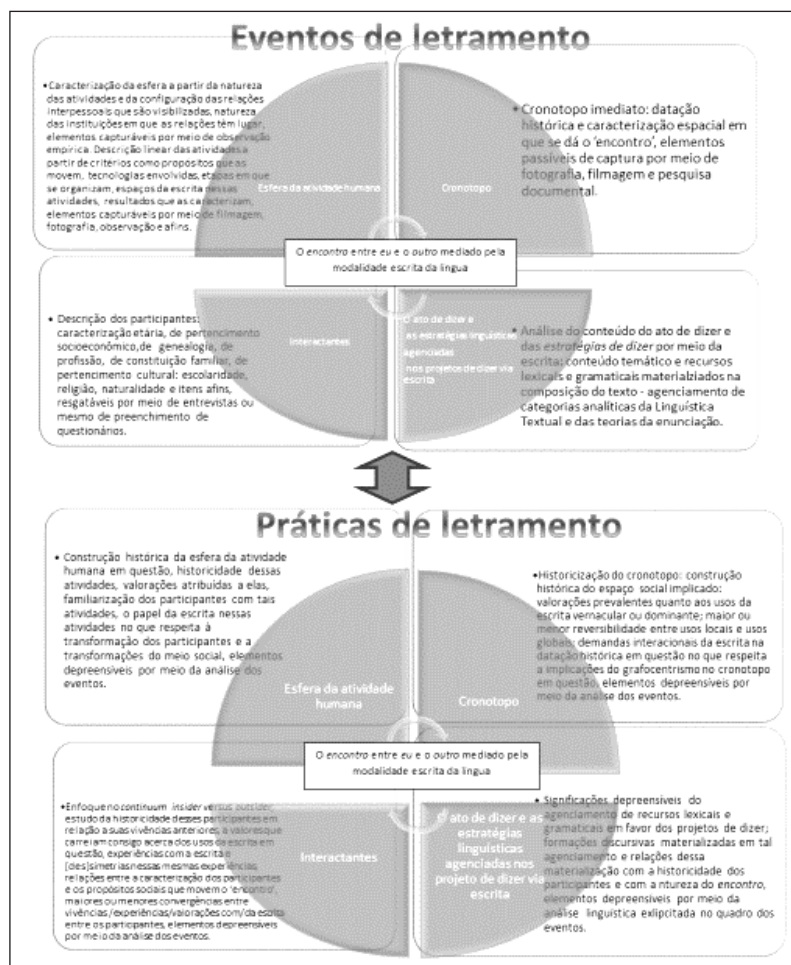 Eventos de letramento
•Caracterização da esfera a partir da natureza
das atividades e da configuração das relações
interpessoais que são visibilizadas, natureza
das instituições em que as relações têm lugar,
elementos capturáveis por meio de observação
empírica. Descrição linear das atividades a
partir de critérios como propósitos que as
movem, tecnologias envolvidas, etapas em que
se organizam, espaços da escrita nessas
atividades, resultados que as caracterizam,
elementos capturáveis por meio de filmagem,
fotografia, observação e afins.
Esfera da atividade humana
Cronotopo
•Cronotopo imediato: datação
histórica e caracterização espacial em
que se dá o ‘encontro’, elementos
passíveis de captura por meio de
fotografia, filmagem e pesquisa
documental.
O encontro entre eu e o outro mediado pela
modalidade escrita da língua
• Descrição dos participantes:
caracterização etária, de pertencimento
socioeconômico, de genealogia, de
profissão, de constituição familiar, de
pertencimento cultural: escolaridade,
religião, naturalidade e itens afins,
resgatáveis por meio de entrevistas ou
mesmo de preenchimento de
questionários.
Interactantes
O ato de dizer e
as estratégias linguísticas
agenciadas
nos projetos de dizer via
escrita
• Análise do conteúdo do ato de dizer e
das estratégias de dizer por meio da
escrita: conteúdo temático e recursos
lexicais e gramaticais materialziados na
composição do texto - agenciamento de
categorias analíticas da Linguística
Textual e das teorias da enunciação.
Práticas de letramento
• Construção histórica da esfera da atividade
humana em questão, historicidade dessas
atividades, valorações atribuídas a elas,
familiarização dos participantes com tais
atividades, o papel da escrita nessas
atividades no que respeita à
transformação dos participantes e a
transformações do meio social, elementos
depreensíveis por meio da análise dos
eventos.
Esfera da atividade
humana
Cronotopo
•Historicização do cronotopo: construção
histórica do espaço social implicado:
valorações prevalentes quanto aos usos da
escrita vernacular ou dominante; maior ou
menor reversibilidade entre usos locais e usos
globais; demandas interacionais da escrita na
datação histórica em questão no que respeita
a implicações do grafocentrismo no cronotopo
em questão, elementos depreensíveis por
meio da análise dos eventos.
O encontro entre eu e o outro mediado pela
modalidade escrita da língua
•Enfoque no continuum insider versus outsider,
estudo da historicidade desses participantes em
relação a suas vivências anteriores, a valores que
carreiam consigo acerca dos usos da escrita em
questão, experiências com a escrita e
[des]simetrias nessas mesmas experiências,
relações entre a caracterização dos participantes
e os propósitos sociais que movem o ‘encontro’,
maiores ou menores convergências entre
vivências/experiências/valorações com/da escrita
entre os participantes, elementos depreensíveis
por meio da análise dos eventos.
Interactantes
O ato de dizer e as
estratégias
linguísticas
agenciadas nos
projeto de dizer via
escrita
• Significações depreensíveis do
agenciamento de recursos lexicais e
gramaticais em favor dos projetos de dizer;
formações discursivas materializadas em tal
agenciamento e relações dessa
materialização com a historicidade dos
participantes e com a ntureza do encontro,
elementos depreensíveis por meio da
análise linguística exlipcitada no quadro dos
eventos.